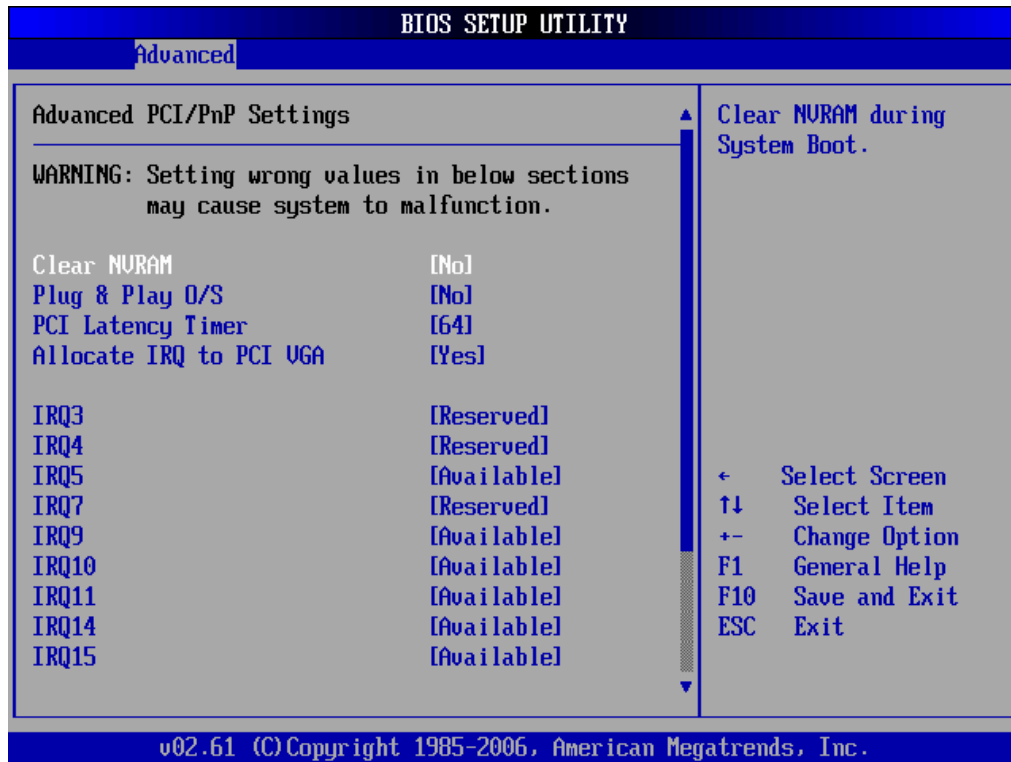 BIOS SETUP UTILITY
Advanced
Advanced PCI/PnP Settings
WARNING: Setting wrong values in below sections
may cause system to malfunction.
Clear NVRAM [No]
Plug & Play O/S [No]
PCI Latency Timer [64]
Allocate IRQ to PCI VGA [Yes]
IRQ3 [Reserved]
IRQ4 [Reserved]
IRQ5 [Available]
IRQ7 [Reserved]
IRQ9 [Available]
IRQ10 [Available]
IRQ11 [Available]
IRQ14 [Available]
IRQ15 [Available]
Clear NVRAM during
System Boot.
← Select Screen
↑↓ Select Item
+- Change Option
F1 General Help
F10 Save and Exit
ESC Exit
v02.61 (C)Copyright 1985-2006, American Megatrends, Inc.